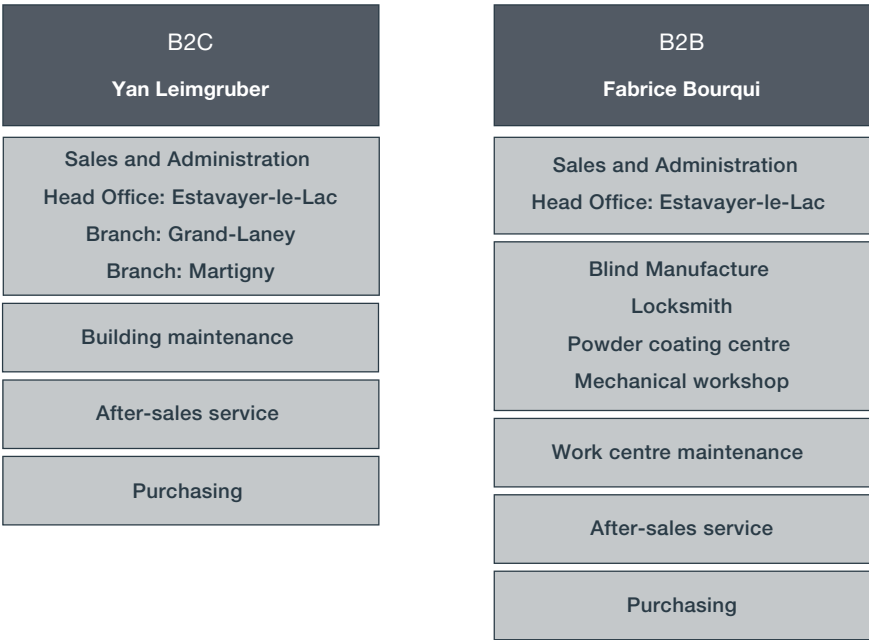 B2C
Yan Leimgruber
Sales and Administration
Head Office: Estavayer-le-Lac
Branch: Grand-Laney
Branch: Martigny
Building maintenance
After-sales service
Purchasing
B2B
Fabrice Bourqui
Sales and Administration
Head Office: Estavayer-le-Lac
Blind Manufacture
Locksmith
Powder coating centre
Mechanical workshop
Work centre maintenance
After-sales service
Purchasing